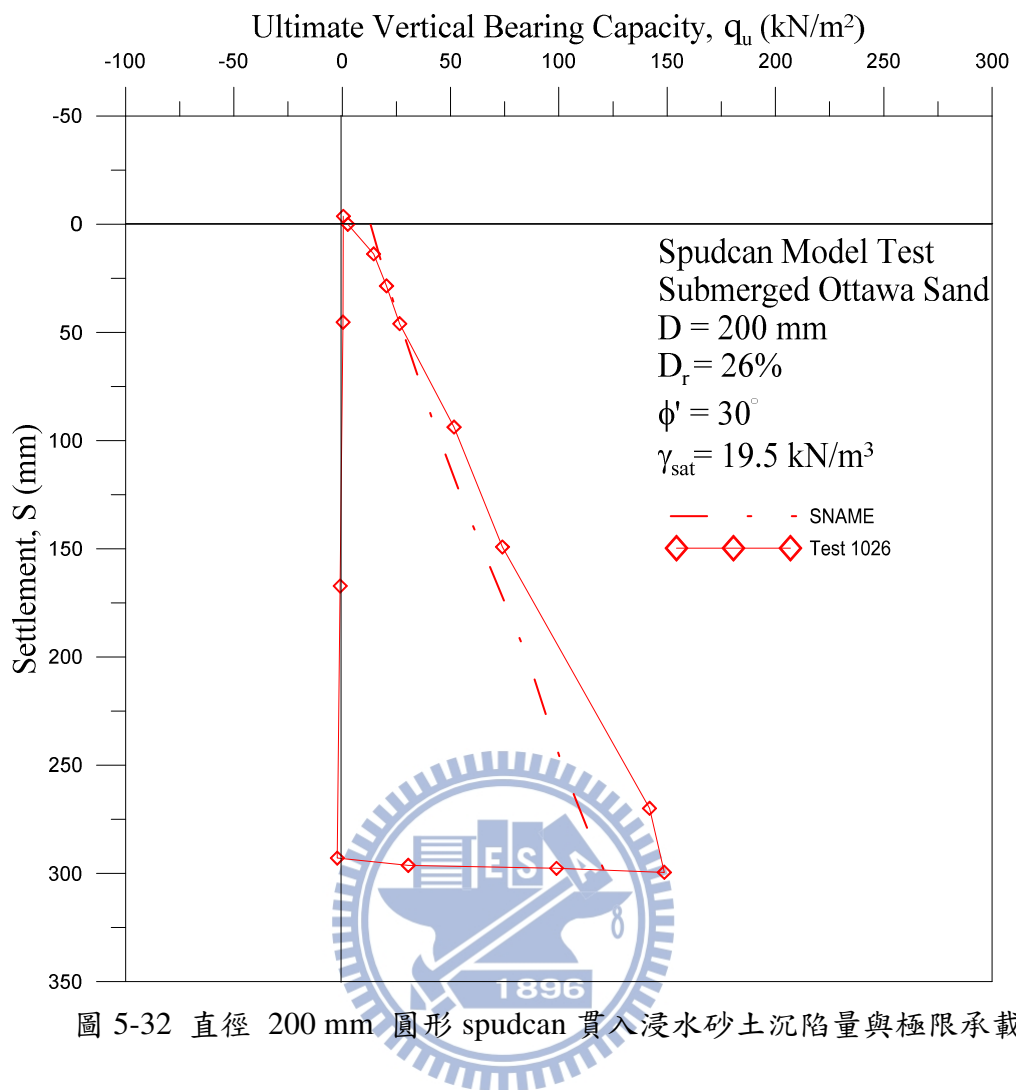 Ultimate Vertical Bearing Capacity, qᵤ (kN/m²)
-100 -50 0 50 100 150 200 250 300
-50
0
50
100
150
200
250
300
350
Settlement, S (mm)
Spudcan Model Test
Submerged Ottawa Sand
D = 200 mm
Dᵣ = 26%
ϕ' = 30°
γsat = 19.5 kN/m³
SNAME
Test 1026
E S A
1896
圖 5-32 直徑 200 mm 圓形 spudcan 貫入浸水砂土沉陷量與極限承載